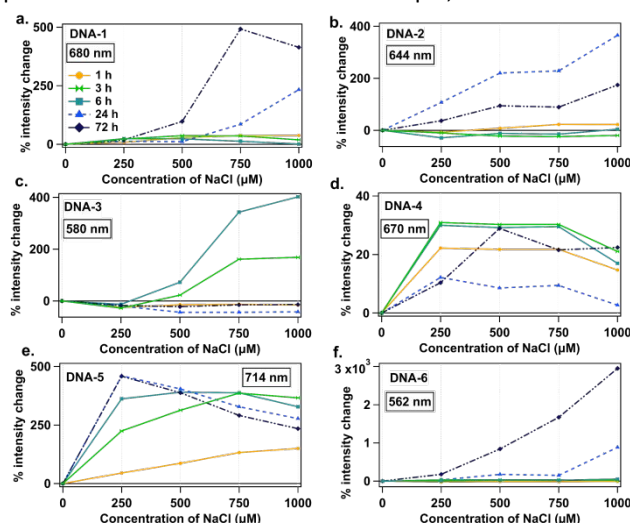 a.
DNA-1
680 nm
1 h
3 h
6 h
24 h
72 h
% intensity change
500
250
0
0 250 500 750 1000
Concentration of NaCl (µM)
b.
DNA-2
644 nm
% intensity change
400
200
0
0 250 500 750 1000
Concentration of NaCl (µM)
c.
DNA-3
580 nm
% intensity change
400
200
0
0 250 500 750 1000
Concentration of NaCl (µM)
d.
DNA-4
670 nm
% intensity change
40
20
0
0 250 500 750 1000
Concentration of NaCl (µM)
e.
DNA-5
714 nm
% intensity change
500
250
0
0 250 500 750 1000
Concentration of NaCl (µM)
f.
DNA-6
562 nm
% intensity change
3 x10³
2
1
0
0 250 500 750 1000
Concentration of NaCl (µM)